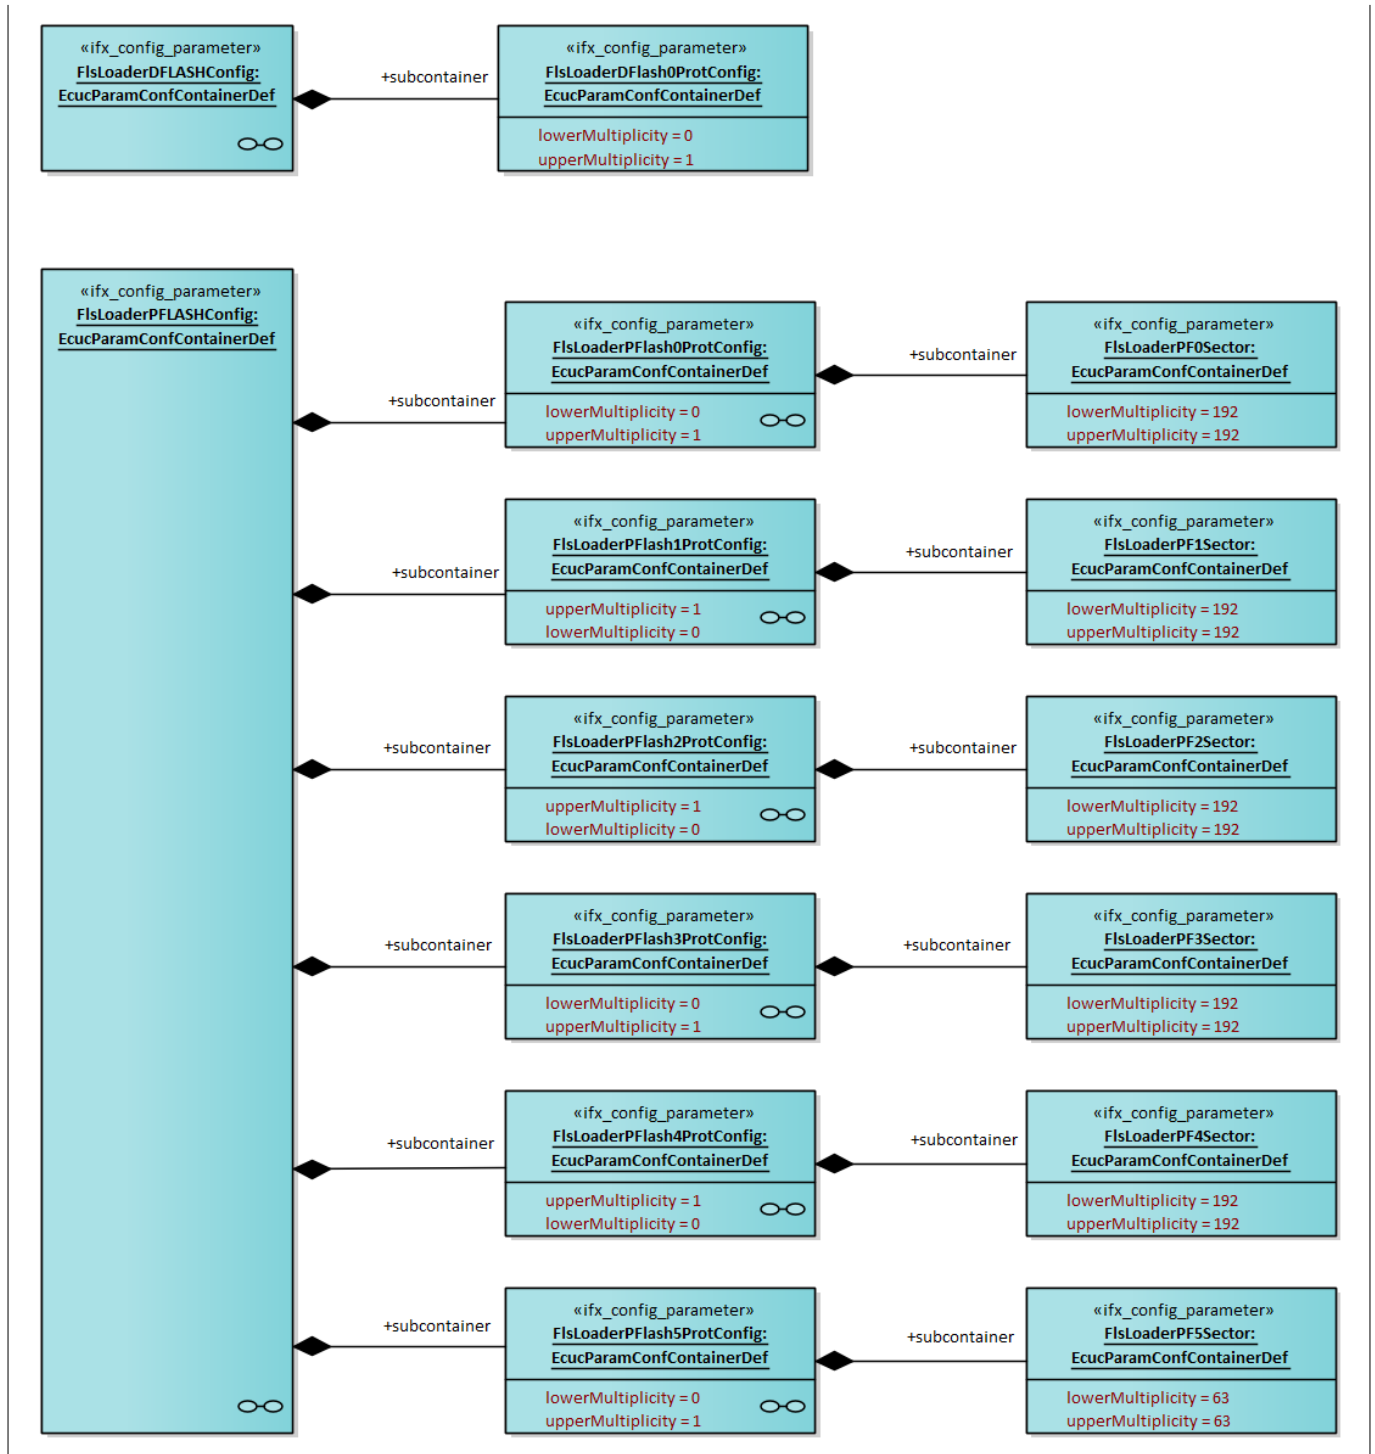 «ifx_config_parameter»
FlsLoaderDFLASHConfig:
EcucParamConfContainerDef
+subcontainer
«ifx_config_parameter»
FlsLoaderDFlash0ProtConfig:
EcucParamConfContainerDef
lowerMultiplicity = 0
upperMultiplicity = 1
«ifx_config_parameter»
FlsLoaderPFLASHConfig:
EcucParamConfContainerDef
+subcontainer
«ifx_config_parameter»
FlsLoaderPFlash0ProtConfig:
EcucParamConfContainerDef
lowerMultiplicity = 0
upperMultiplicity = 1
+subcontainer
«ifx_config_parameter»
FlsLoaderPF0Sector:
EcucParamConfContainerDef
lowerMultiplicity = 192
upperMultiplicity = 192
+subcontainer
«ifx_config_parameter»
FlsLoaderPFlash1ProtConfig:
EcucParamConfContainerDef
upperMultiplicity = 1
lowerMultiplicity = 0
+subcontainer
«ifx_config_parameter»
FlsLoaderPF1Sector:
EcucParamConfContainerDef
lowerMultiplicity = 192
upperMultiplicity = 192
+subcontainer
«ifx_config_parameter»
FlsLoaderPFlash2ProtConfig:
EcucParamConfContainerDef
upperMultiplicity = 1
lowerMultiplicity = 0
+subcontainer
«ifx_config_parameter»
FlsLoaderPF2Sector:
EcucParamConfContainerDef
lowerMultiplicity = 192
upperMultiplicity = 192
+subcontainer
«ifx_config_parameter»
FlsLoaderPFlash3ProtConfig:
EcucParamConfContainerDef
lowerMultiplicity = 0
upperMultiplicity = 1
+subcontainer
«ifx_config_parameter»
FlsLoaderPF3Sector:
EcucParamConfContainerDef
lowerMultiplicity = 192
upperMultiplicity = 192
+subcontainer
«ifx_config_parameter»
FlsLoaderPFlash4ProtConfig:
EcucParamConfContainerDef
upperMultiplicity = 1
lowerMultiplicity = 0
+subcontainer
«ifx_config_parameter»
FlsLoaderPF4Sector:
EcucParamConfContainerDef
lowerMultiplicity = 192
upperMultiplicity = 192
+subcontainer
«ifx_config_parameter»
FlsLoaderPFlash5ProtConfig:
EcucParamConfContainerDef
lowerMultiplicity = 0
upperMultiplicity = 1
+subcontainer
«ifx_config_parameter»
FlsLoaderPF5Sector:
EcucParamConfContainerDef
lowerMultiplicity = 63
upperMultiplicity = 63